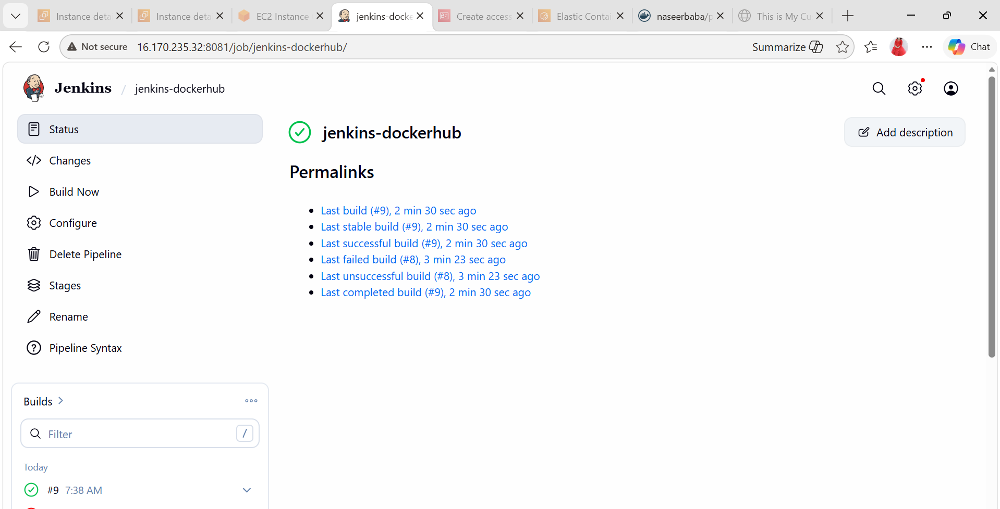 Instance deta
Instance deta
EC2 Instance
jenkins-docke
Create access
Elastic Contai
naseerbaba/p
This is My Cu
Not secure
16.170.235.32:8081/job/jenkins-dockerhub/
Summarize
Chat
Jenkins / jenkins-dockerhub
Status
Changes
Build Now
Configure
Delete Pipeline
Stages
Rename
Pipeline Syntax
Builds
Filter
/
Today
#9 7:38 AM
jenkins-dockerhub
Add description
Permalinks
Last build (#9), 2 min 30 sec ago
Last stable build (#9), 2 min 30 sec ago
Last successful build (#9), 2 min 30 sec ago
Last failed build (#8), 3 min 23 sec ago
Last unsuccessful build (#8), 3 min 23 sec ago
Last completed build (#9), 2 min 30 sec ago